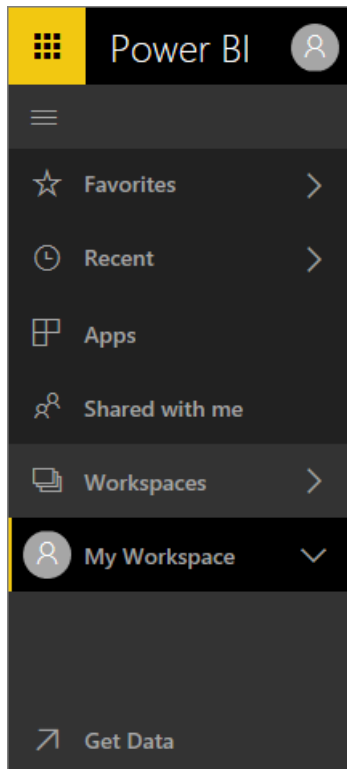 Power BI
Favorites
Recent
Apps
Shared with me
Workspaces
My Workspace
Get Data